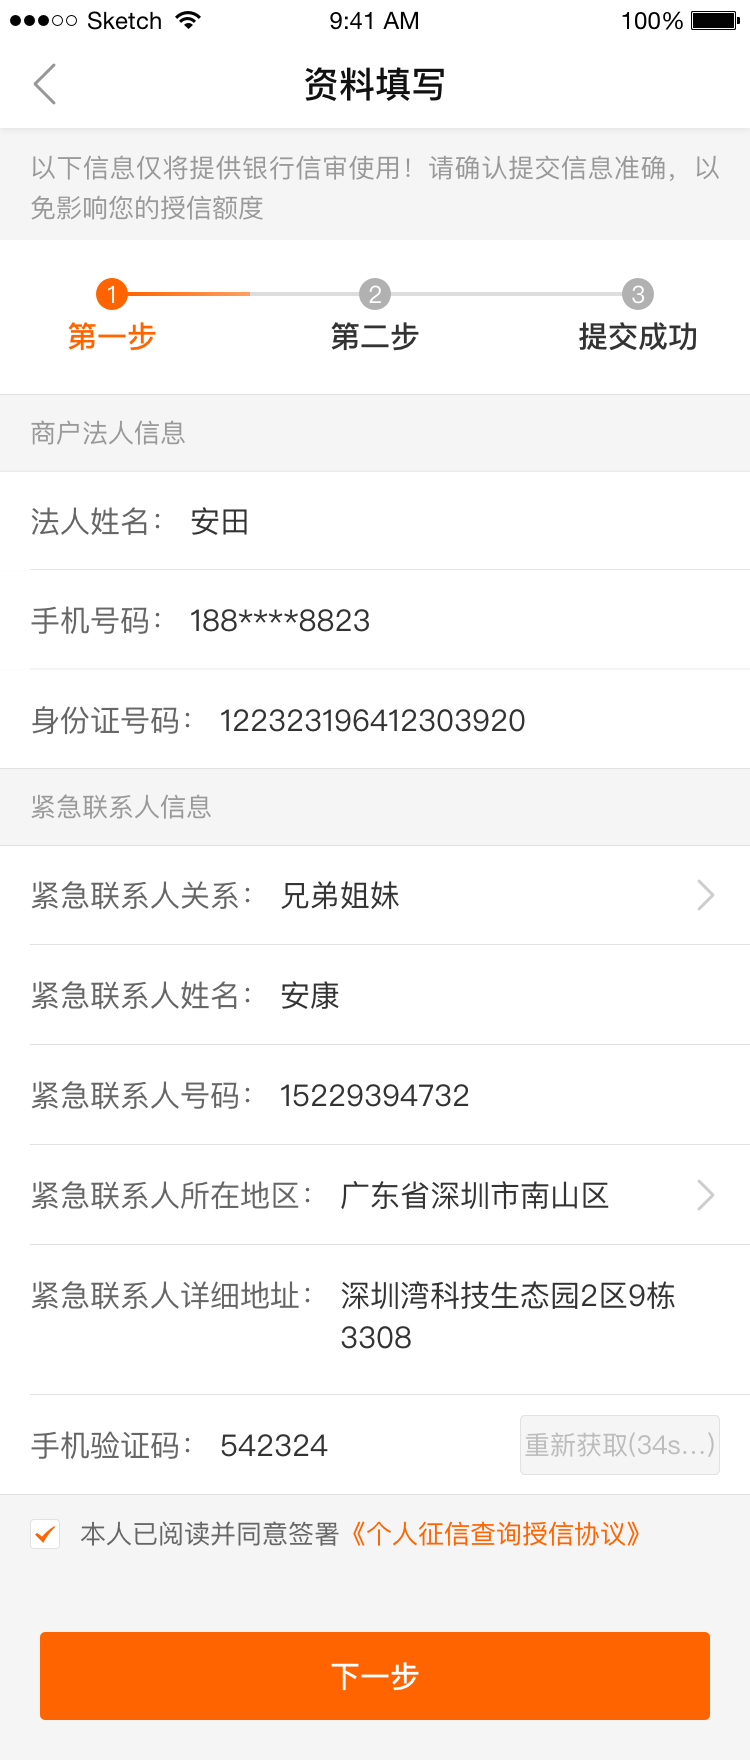 Sketch 9:41 AM 100%
资料填写
以下信息仅将提供银行信审使用！请确认提交信息准确，以
免影响您的授信额度
1 2 3
第一步 第二步 提交成功
商户法人信息
法人姓名： 安田
手机号码： 188****8823
身份证号码： 122323196412303920
紧急联系人信息
紧急联系人关系： 兄弟姐妹
紧急联系人姓名： 安康
紧急联系人号码： 15229394732
紧急联系人所在地区： 广东省深圳市南山区
紧急联系人详细地址： 深圳湾科技生态园2区9栋
3308
手机验证码： 542324 重新获取(34s...)
本人已阅读并同意签署《个人征信查询授信协议》
下一步